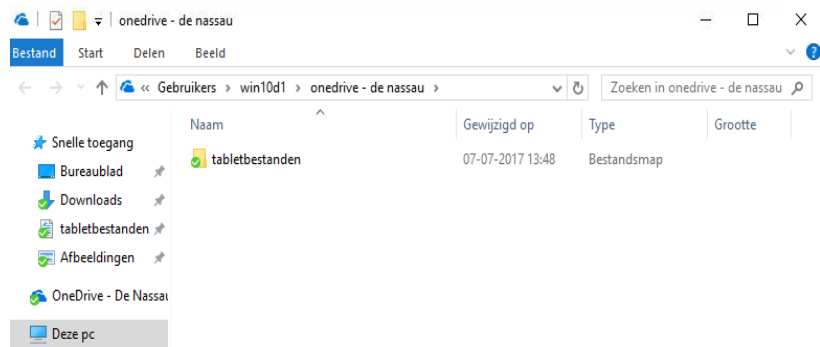 onedrive - de nassau
Bestand Start Delen Beeld
« Gebruikers › win10d1 › onedrive - de nassau › Zoeken in onedrive - de nassau
Naam Gewijzigd op Type Grootte
Snelle toegang
tabletbestanden 07-07-2017 13:48 Bestandsmap
Bureaublad
Downloads
tabletbestanden
Afbeeldingen
OneDrive - De Nassau
Deze pc